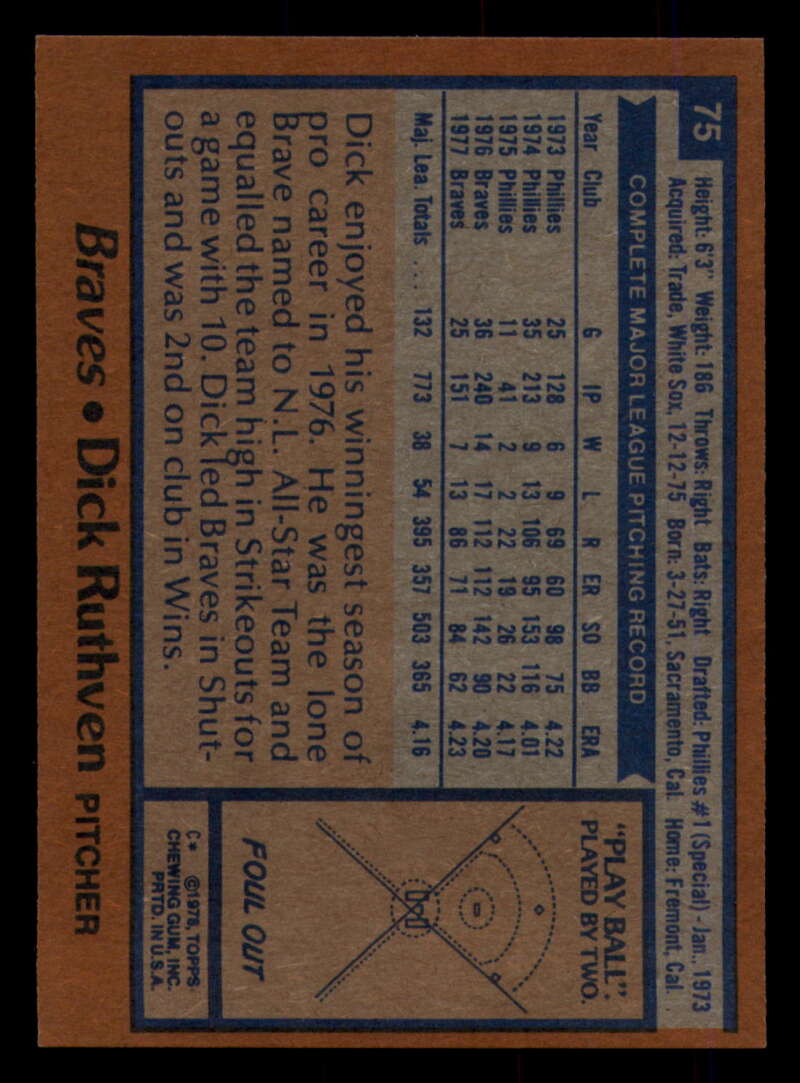 75
Height: 6'3" Weight: 186 Throws: Right Bats: Right Drafted: Phillies #1 (Special) - Jan., 1973
Acquired: Trade, White Sox, 12-12-75 Born: 3-27-51, Sacramento, Cal. Home: Fremont, Cal.
COMPLETE MAJOR LEAGUE PITCHING RECORD
Year Club G IP W L R ER SO BB ERA
1973 Phillies 25 128 6 9 69 60 98 75 4.22
1974 Phillies 35 213 9 13 106 95 153 116 4.01
1975 Phillies 11 41 2 2 22 19 26 22 4.17
1976 Braves 36 240 14 17 112 112 142 90 4.20
1977 Braves 25 151 7 13 86 71 84 62 4.23
Maj. Lea. Totals . . . 132 773 38 54 395 357 503 365 4.16
Dick enjoyed his winningest season of
pro career in 1976. He was the lone
Brave named to N.L. All-Star Team and
equalled the team high in Strikeouts for
a game with 10. Dick led Braves in Shut-
outs and was 2nd on club in Wins.
"PLAY BALL".
PLAYED BY TWO.
FOUL OUT
C* ©1978, TOPPS
CHEWING GUM, INC.
PRTD. IN U.S.A.
Braves • Dick Ruthven PITCHER